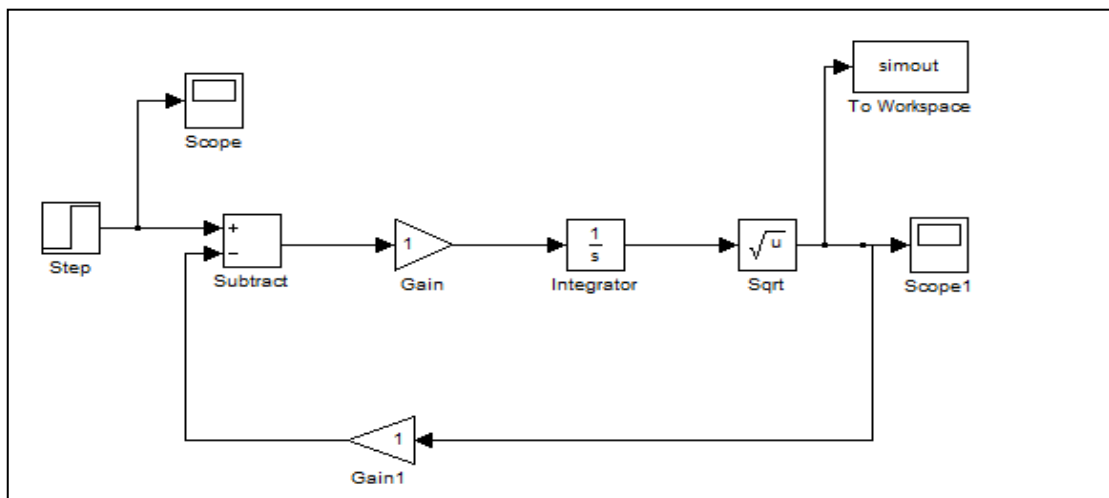 simout
To Workspace
Scope
Step
+
−
Subtract
1
Gain
1
s
Integrator
√u
Sqrt
Scope1
1
Gain1